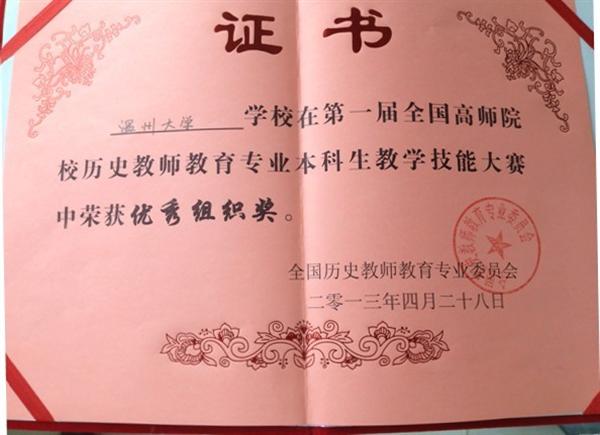 证书
温州大学 学校在第一届全国高师院
校历史教师教育专业本科生教学技能大赛
中荣获优秀组织奖。
全国历史教师教育专业委员会
二零一三年四月二十八日